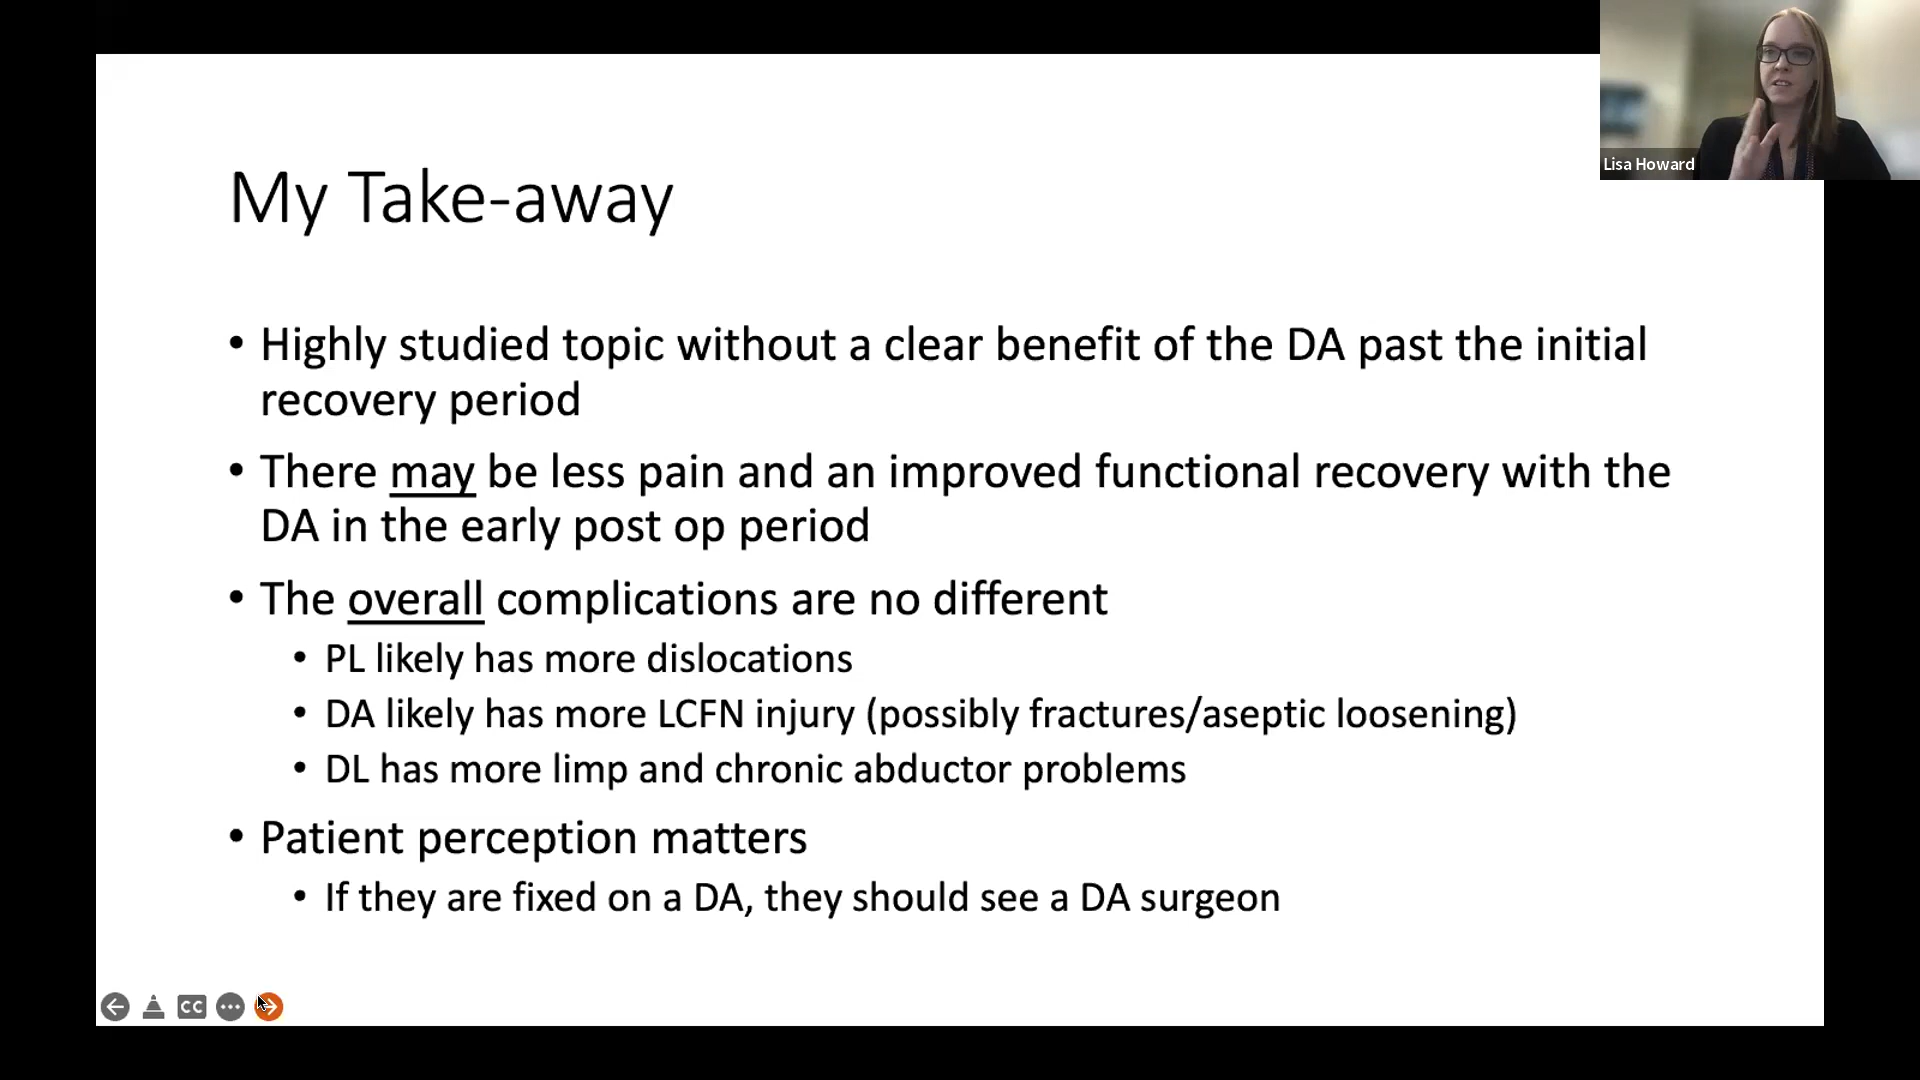 Lisa Howard
My Take-away
• Highly studied topic without a clear benefit of the DA past the initial
recovery period
• There may be less pain and an improved functional recovery with the
DA in the early post op period
• The overall complications are no different
• PL likely has more dislocations
• DA likely has more LCFN injury (possibly fractures/aseptic loosening)
• DL has more limp and chronic abductor problems
• Patient perception matters
• If they are fixed on a DA, they should see a DA surgeon
CC